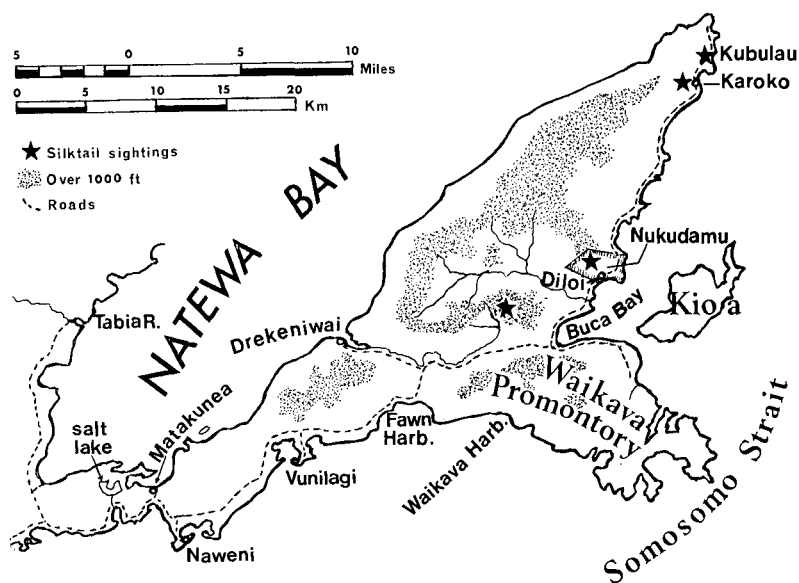 5 0 5 10
Miles
0 5 10 15 20
Km
Silktail sightings
Over 1000 ft
Roads
NATEWA BAY
Kubulau
Karoko
Nukudamu
Diloi
Kioa
Buca Bay
Tabia R.
Drekeniwai
Waikava
Promontory
Matakunea
salt
lake
Fawn
Harb.
Waikava Harb.
Vunilagi
Naweni
Somosomo Strait